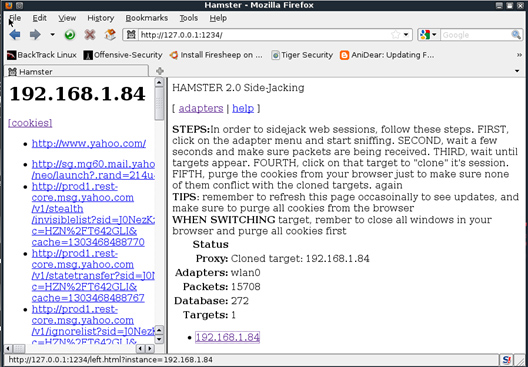 Hamster - Mozilla Firefox
File Edit View History Bookmarks Tools Help
http://127.0.0.1:1234/
Google
BackTrack Linux Offensive-Security Install Firesheep on ... Tiger Security AniDear: Updating F...
Hamster
192.168.1.84
[cookies]
http://www.yahoo.com/
http://sg.mg60.mail.yahoo
/neo/launch?.rand=214u
http://prod1.rest-
core.msg.yahoo.com
/v1/stealth
/invisiblelist?sid=J0NezKz
c=HZN%2FT642GLI&
cache=1303468488770
http://prod1.rest-
core.msg.yahoo.com
/v1/statetransfer?sid=J0N
c=HZN%2FT642GLI&
cache=1303468488767
http://prod1.rest-
core.msg.yahoo.com
/v1/ignorelist?sid=J0NezK
c=HZN%2FT642GLI&
HAMSTER 2.0 Side-Jacking
[ adapters | help ]
STEPS:In order to sidejack web sessions, follow these steps. FIRST,
click on the adapter menu and start sniffing. SECOND, wait a few
seconds and make sure packets are being received. THIRD, wait until
targets appear. FOURTH, click on that target to "clone" it's session.
FIFTH, purge the cookies from your browser just to make sure none
of them conflict with the cloned targets. again
TIPS: remember to refresh this page occasoinally to see updates, and
make sure to purge all cookies from the browser
WHEN SWITCHING target, rember to close all windows in your
browser and purge all cookies first
Status
Proxy: Cloned target: 192.168.1.84
Adapters: wlan0
Packets: 15708
Database: 272
Targets: 1
192.168.1.84
http://127.0.0.1:1234/left.html?instance=192.168.1.84